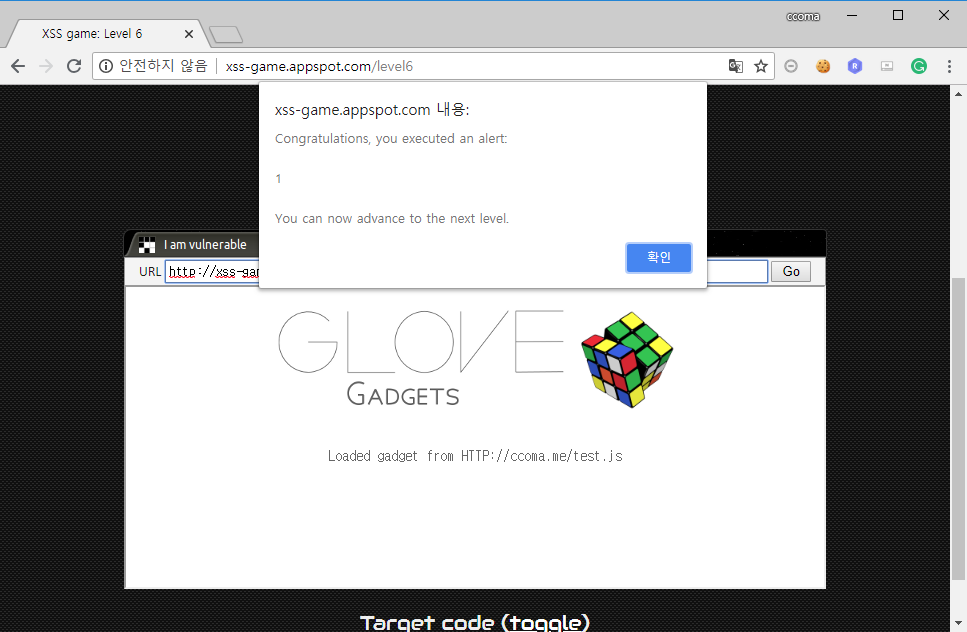 ccoma
XSS game: Level 6
안전하지 않음 xss-game.appspot.com/level6
xss-game.appspot.com 내용:
Congratulations, you executed an alert:
1
You can now advance to the next level.
확인
I am vulnerable
URL http://xss-gam Go
GLOVE
GADGETS
Loaded gadget from HTTP://ccoma.me/test.js
Target code (toggle)